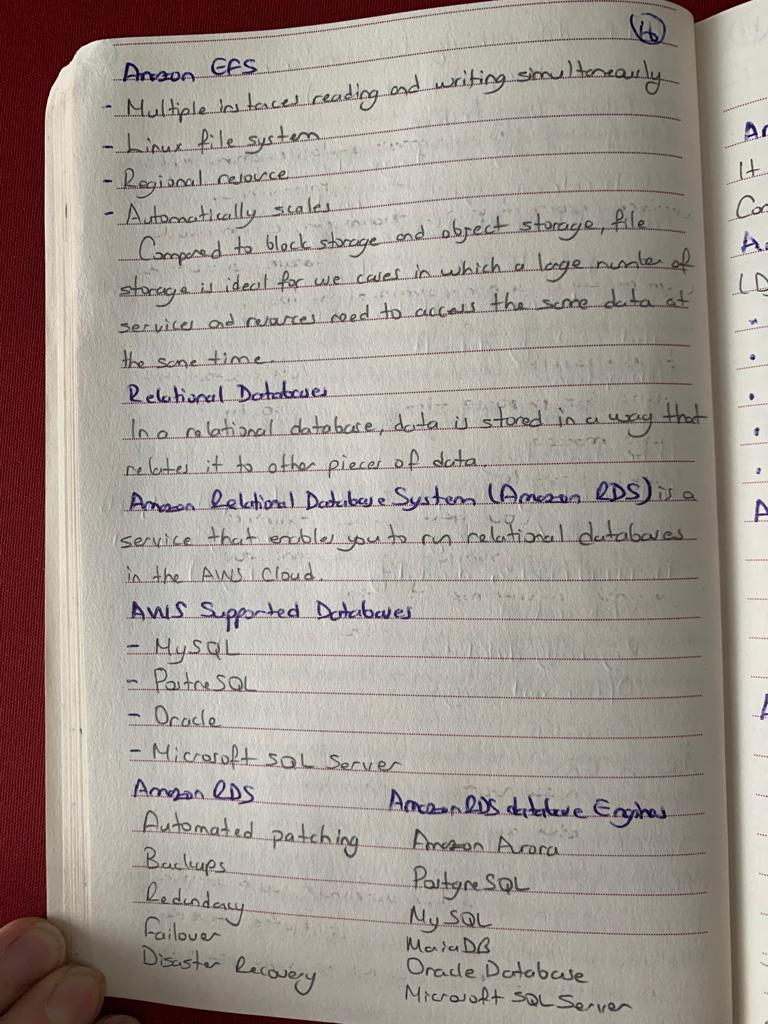 16
Amazon EFS
- Multiple instaces reading and writing simultaneously
- Linux file system
- Regional resource
- Automatically scales
Compared to block storage and object storage, file
storage is ideal for use cases in which a large number of
services and resources need to access the same data at
the same time.
Relational Databases
In a relational database, data is stored in a way that
relates it to other pieces of data.
Amazon Relational Database System (Amazon RDS) is a
service that enables you to run relational databases
in the AWS Cloud.
AWS Supported Databases
- MySQL
- PostreSQL
- Oracle
- Microsoft SQL Server
Amazon RDS
Automated patching
Backups
Redundacy
Failover
Disaster Recovery
Amazon RDS database Engines
Amazon Arora
PostgreSQL
MySQL
MariaDB
Oracle Database
Microsoft SQL Server
It